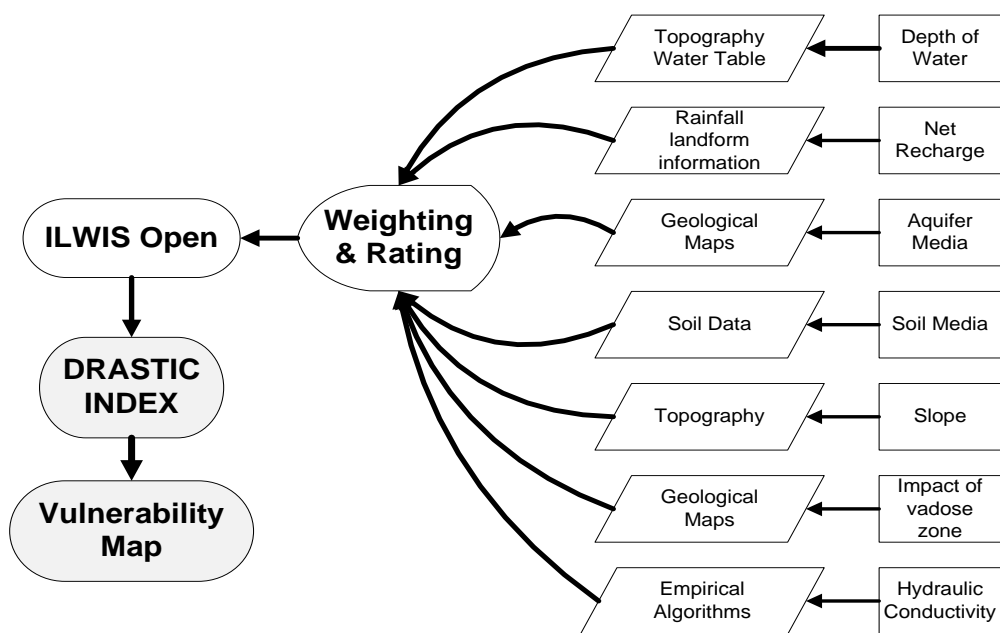 Topography
Water Table
Depth of
Water
Rainfall
landform
information
Net
Recharge
Weighting
& Rating
ILWIS Open
Geological
Maps
Aquifer
Media
Soil Data
Soil Media
DRASTIC
INDEX
Topography
Slope
Vulnerability
Map
Geological
Maps
Impact of
vadose
zone
Empirical
Algorithms
Hydraulic
Conductivity